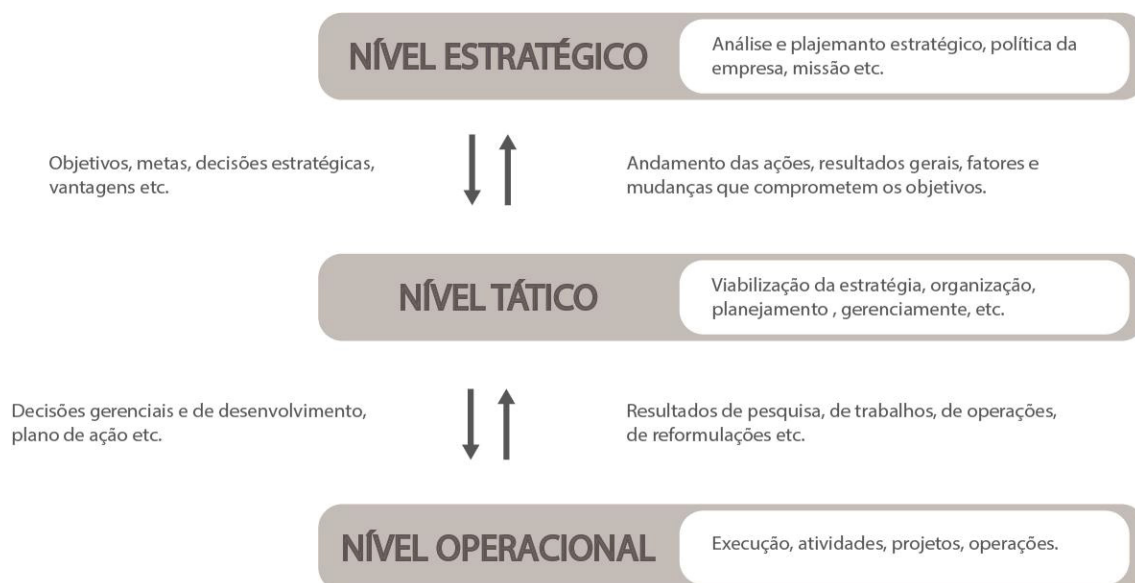 NÍVEL ESTRATÉGICO
Análise e plajemanto estratégico, política da
empresa, missão etc.
Objetivos, metas, decisões estratégicas,
vantagens etc.
Andamento das ações, resultados gerais, fatores e
mudanças que comprometem os objetivos.
NÍVEL TÁTICO
Viabilização da estratégia, organização,
planejamento , gerenciamente, etc.
Decisões gerenciais e de desenvolvimento,
plano de ação etc.
Resultados de pesquisa, de trabalhos, de operações,
de reformulações etc.
NÍVEL OPERACIONAL
Execução, atividades, projetos, operações.